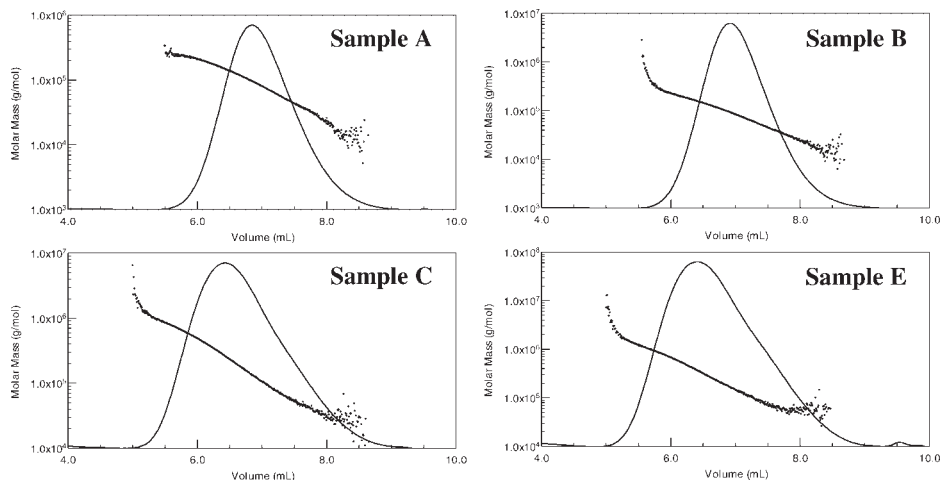 Sample A
Molar Mass (g/mol)
1.0x10⁶
1.0x10⁵
1.0x10⁴
1.0x10³
4.0 6.0 8.0 10.0
Volume (mL)
Sample B
Molar Mass (g/mol)
1.0x10⁷
1.0x10⁶
1.0x10⁵
1.0x10⁴
1.0x10³
4.0 6.0 8.0 10.0
Volume (mL)
Sample C
Molar Mass (g/mol)
1.0x10⁷
1.0x10⁶
1.0x10⁵
1.0x10⁴
4.0 6.0 8.0 10.0
Volume (mL)
Sample E
Molar Mass (g/mol)
1.0x10⁸
1.0x10⁷
1.0x10⁶
1.0x10⁵
1.0x10⁴
4.0 6.0 8.0 10.0
Volume (mL)